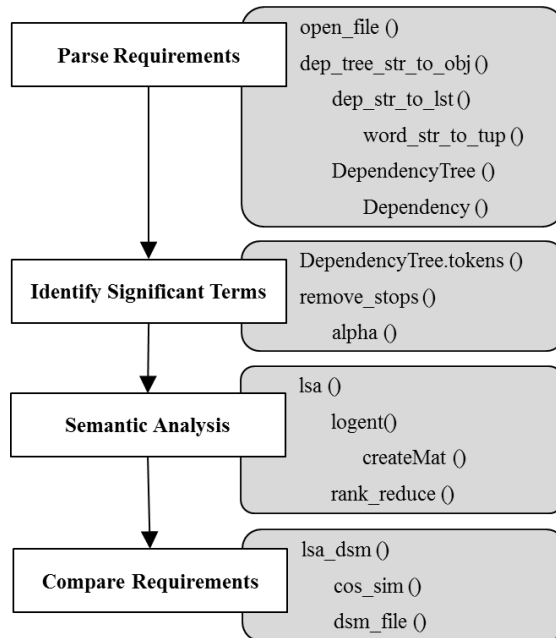 Parse Requirements
open_file ()
dep_tree_str_to_obj ()
dep_str_to_lst ()
word_str_to_tup ()
DependencyTree ()
Dependency ()
Identify Significant Terms
DependencyTree.tokens ()
remove_stops ()
alpha ()
Semantic Analysis
lsa ()
logent()
createMat ()
rank_reduce ()
Compare Requirements
lsa_dsm ()
cos_sim ()
dsm_file ()